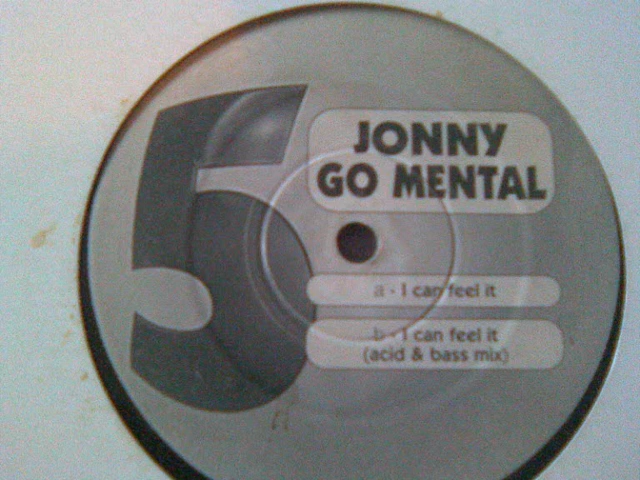 5
JONNY
GO MENTAL
a - I can feel it
b - I can feel it
(acid & bass mix)